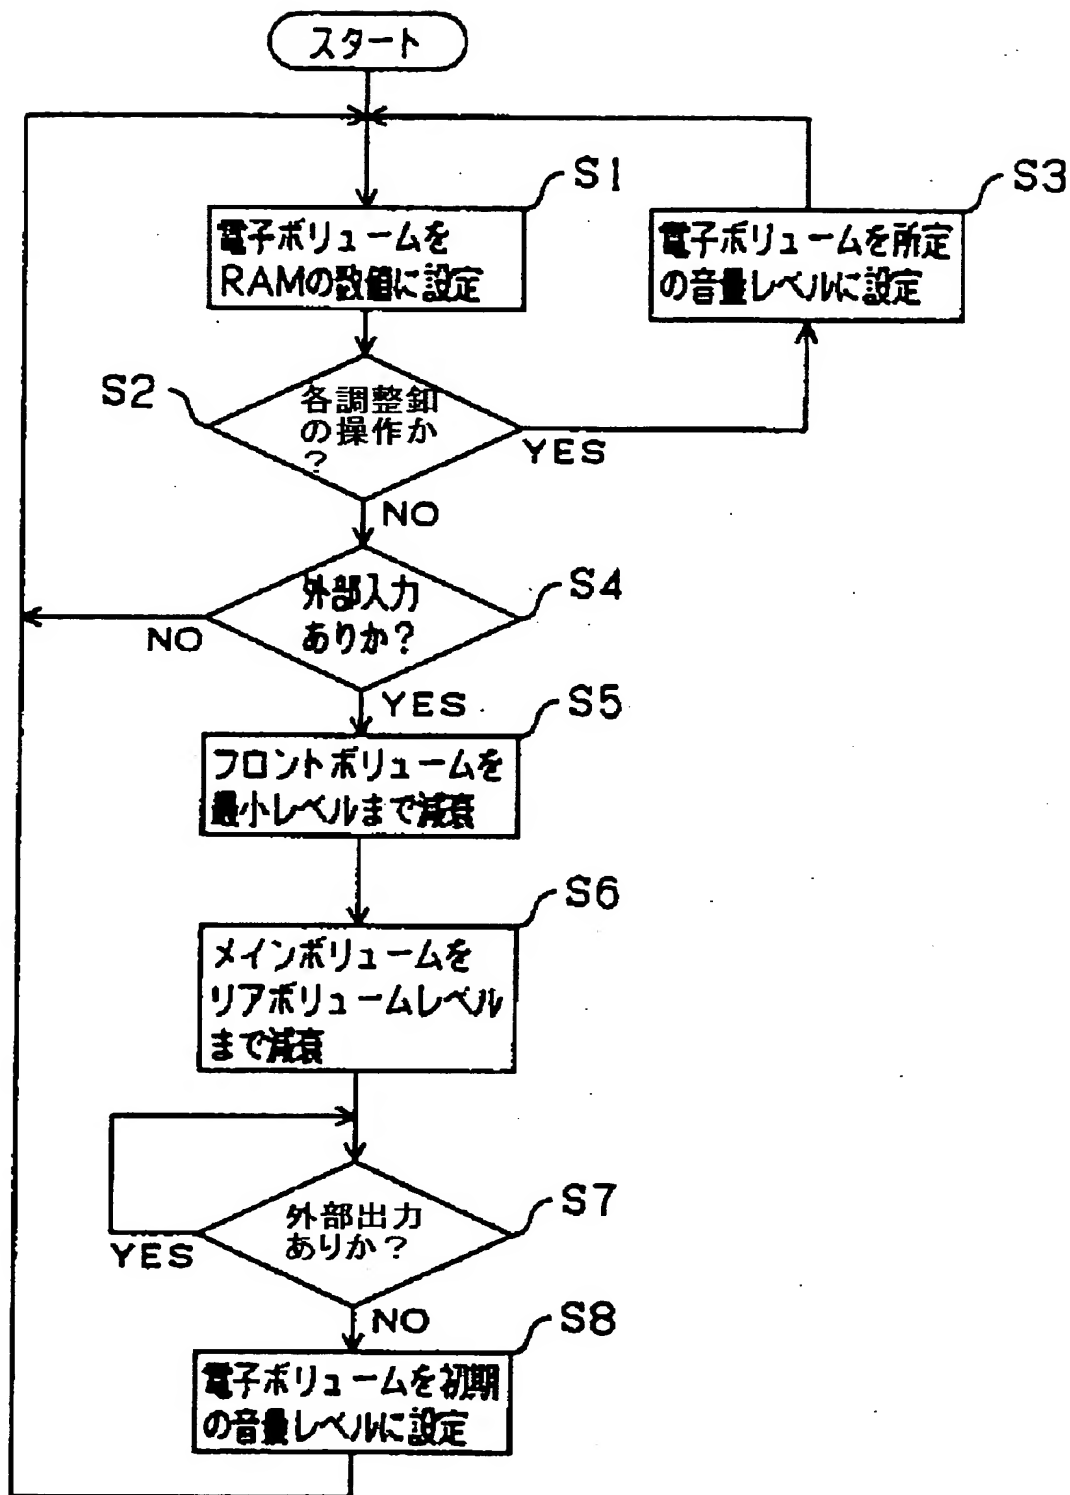 スタート
S1
電子ボリュームを
RAMの数値に設定
S3
電子ボリュームを所定
の音量レベルに設定
S2
各調整釦
の操作か
?
YES
NO
S4
外部入力
ありか?
NO
YES
S5
フロントボリュームを
最小レベルまで減衰
S6
メインボリュームを
リアボリュームレベル
まで減衰
S7
外部出力
ありか?
YES
NO
S8
電子ボリュームを初期
の音量レベルに設定